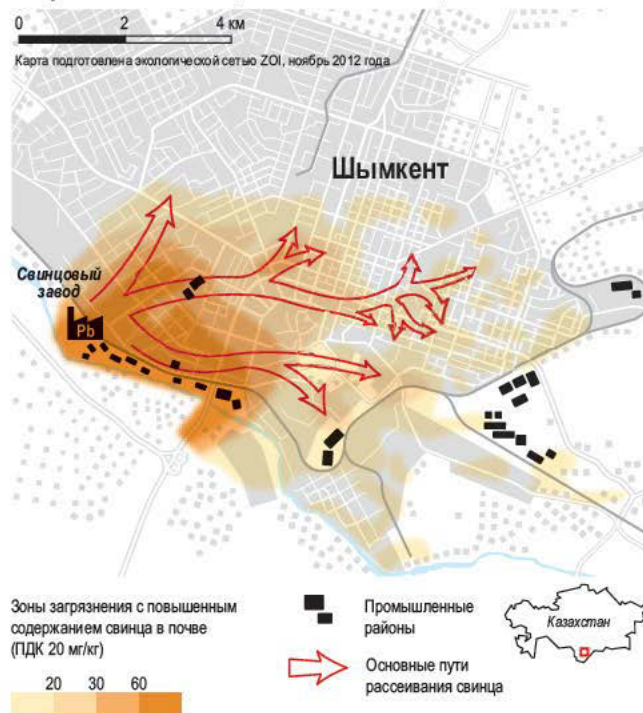 0 2 4 км
Карта подготовлена экологической сетью ZOI, ноябрь 2012 года
Шымкент
Свинцовый
завод
Pb
Зоны загрязнения с повышенным
содержанием свинца в почве
(ПДК 20 мг/кг)
20 30 60
Промышленные
районы
Основные пути
рассеивания свинца
Казахстан